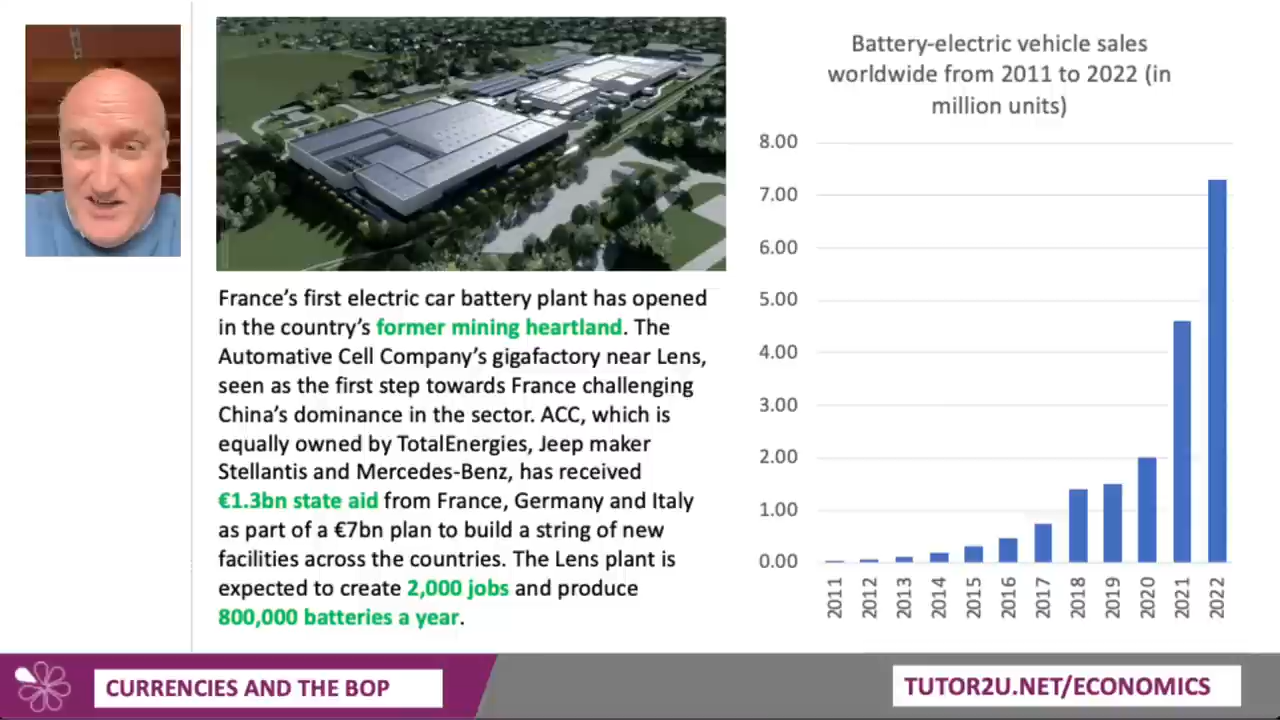 France's first electric car battery plant has opened
in the country's former mining heartland. The
Automative Cell Company's gigafactory near Lens,
seen as the first step towards France challenging
China's dominance in the sector. ACC, which is
equally owned by TotalEnergies, Jeep maker
Stellantis and Mercedes-Benz, has received
€1.3bn state aid from France, Germany and Italy
as part of a €7bn plan to build a string of new
facilities across the countries. The Lens plant is
expected to create 2,000 jobs and produce
800,000 batteries a year.
Battery-electric vehicle sales
worldwide from 2011 to 2022 (in
million units)
8.00
7.00
6.00
5.00
4.00
3.00
2.00
1.00
0.00
2011
2012
2013
2014
2015
2016
2017
2018
2019
2020
2021
2022
CURRENCIES AND THE BOP
TUTOR2U.NET/ECONOMICS